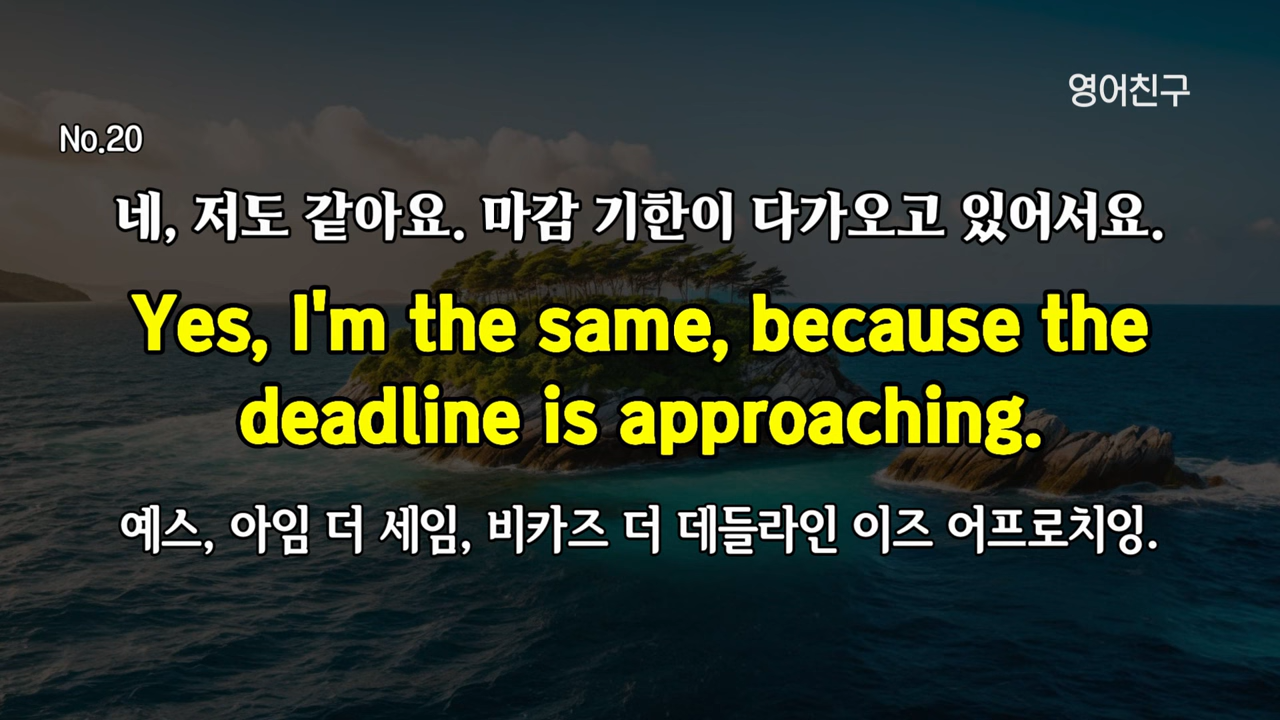 영어친구
No.20
네, 저도 같아요. 마감 기한이 다가오고 있어서요.
Yes, I'm the same, because the
deadline is approaching.
예스, 아임 더 세임, 비카즈 더 데들라인 이즈 어프로치잉.